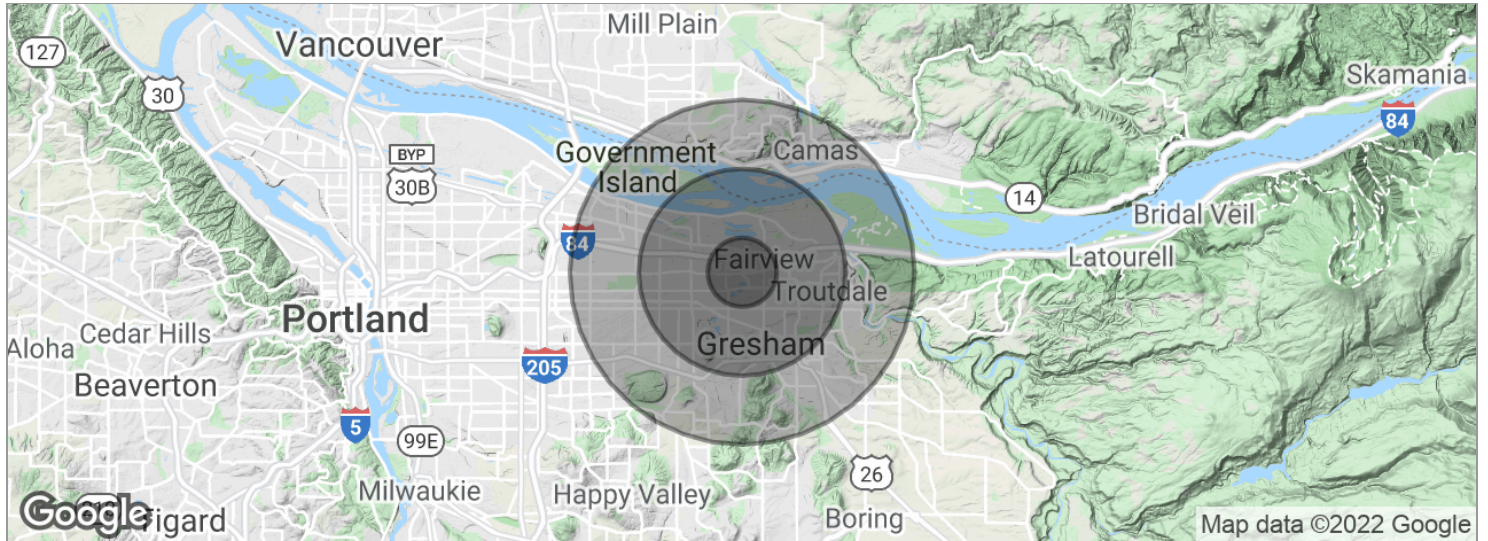 Mill Plain
127
Vancouver
30
Skamania
84
BYP
30B
Government
Island
Camas
14
Bridal Veil
84
Latourell
Fairview
Troutdale
Portland
Cedar Hills
Aloha
Gresham
205
Beaverton
5
99E
26
Milwaukie
Happy Valley
Boring
Google
Tigard
Map data ©2022 Google